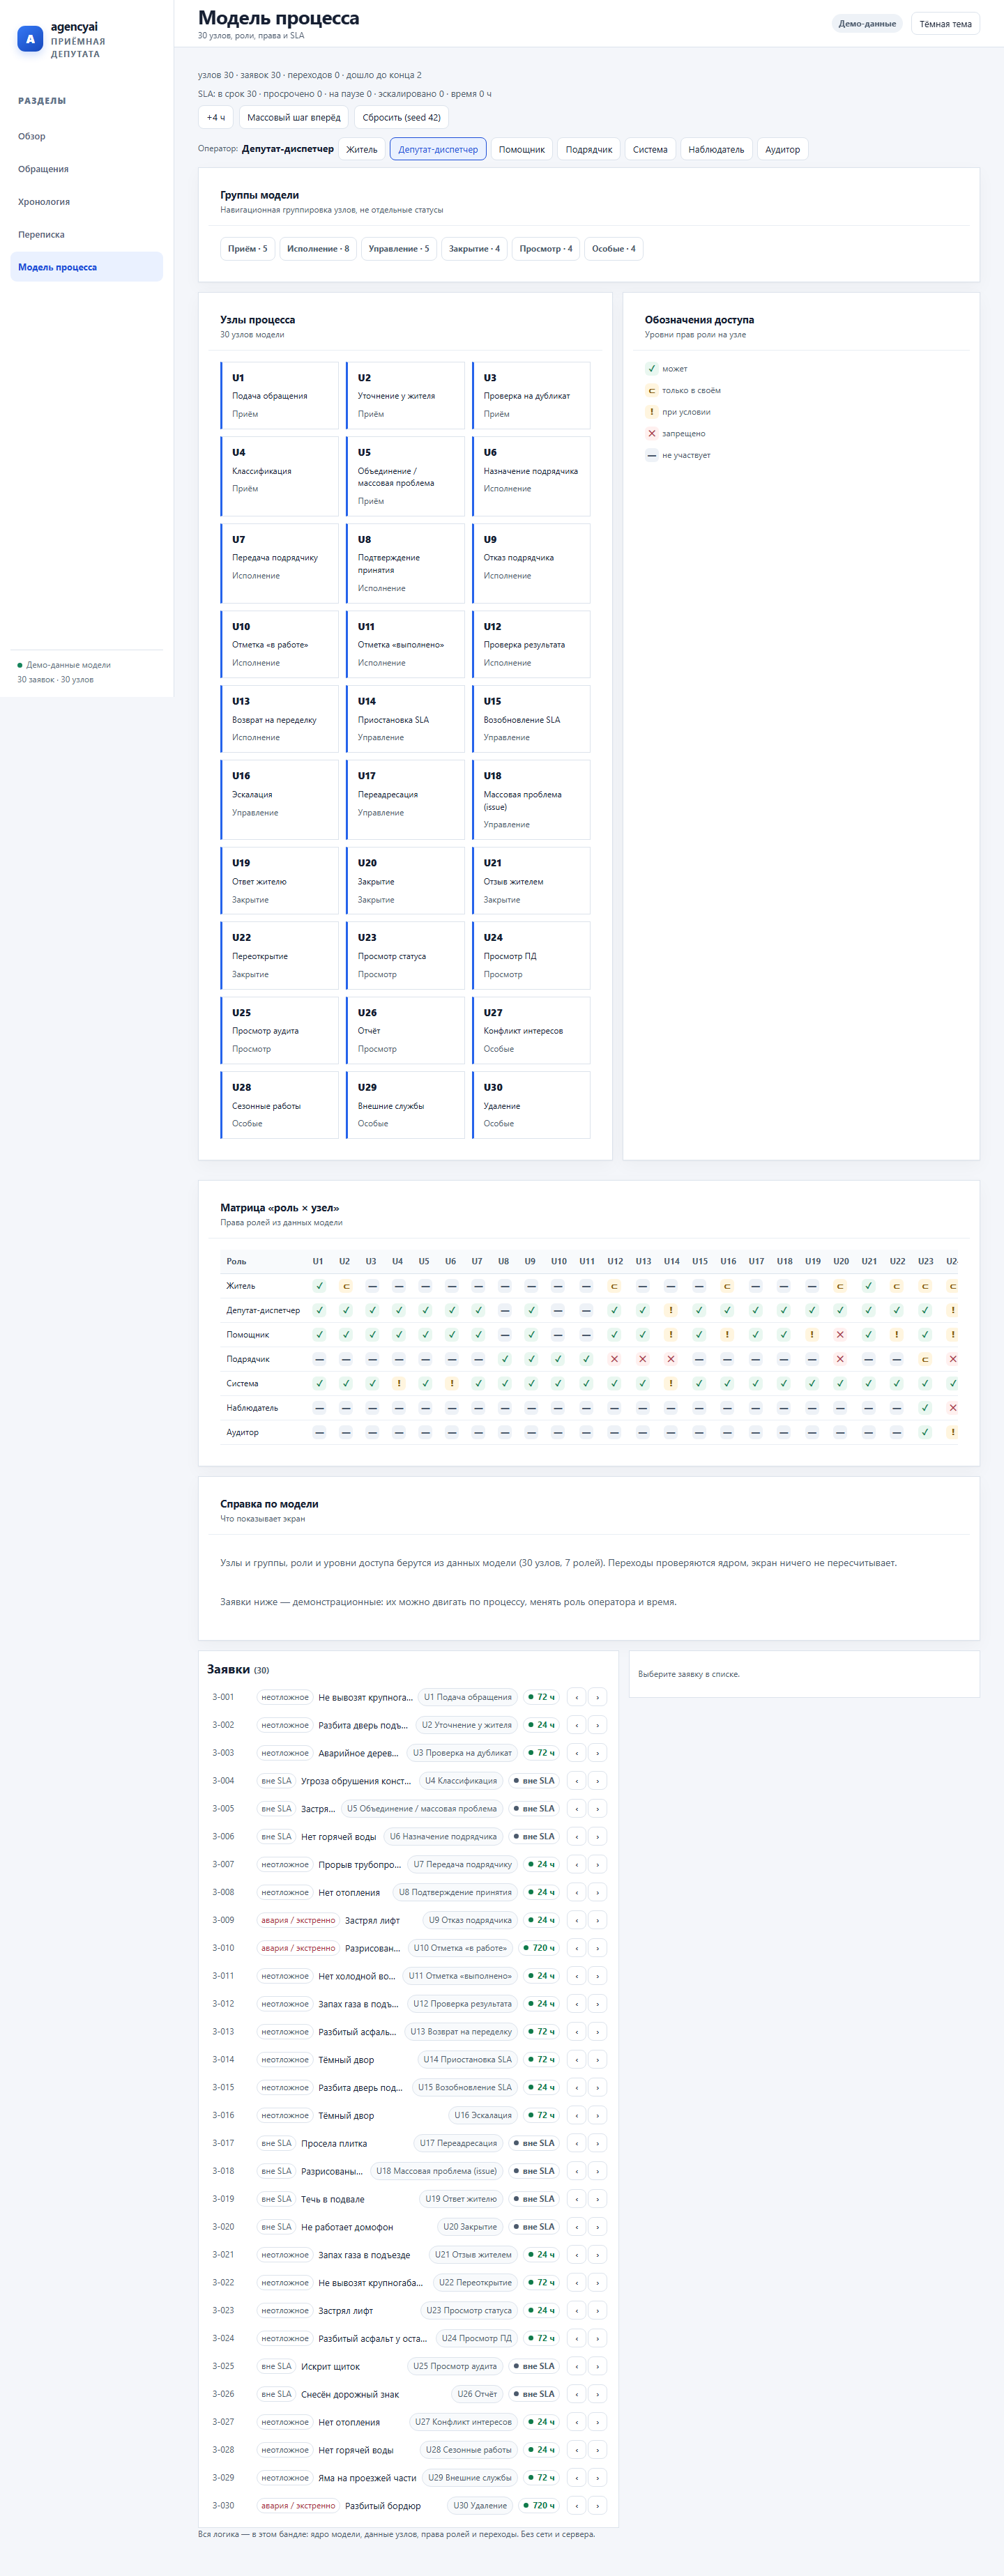 A
agencyai
ПРИЁМНАЯ
ДЕПУТАТА
РАЗДЕЛЫ
Обзор
Обращения
Хронология
Переписка
Модель процесса
Демо-данные модели
30 заявок · 30 узлов
Модель процесса
30 узлов, роли, права и SLA
Демо-данные
Тёмная тема
узлов 30 · заявок 30 · переходов 0 · дошло до конца 2
SLA: в срок 30 · просрочено 0 · на паузе 0 · эскалировано 0 · время 0 ч
+4 ч Массовый шаг вперёд Сбросить (seed 42)
Оператор: Депутат-диспетчер Житель Депутат-диспетчер Помощник Подрядчик Система Наблюдатель Аудитор
Группы модели
Навигационная группировка узлов, не отдельные статусы
Приём · 5 Исполнение · 8 Управление · 5 Закрытие · 4 Просмотр · 4 Особые · 4
Узлы процесса
30 узлов модели
U1
Подача обращения
Приём
U2
Уточнение у жителя
Приём
U3
Проверка на дубликат
Приём
U4
Классификация
Приём
U5
Объединение /
массовая проблема
Приём
U6
Назначение подрядчика
Исполнение
U7
Передача подрядчику
Исполнение
U8
Подтверждение
принятия
Исполнение
U9
Отказ подрядчика
Исполнение
U10
Отметка «в работе»
Исполнение
U11
Отметка «выполнено»
Исполнение
U12
Проверка результата
Исполнение
U13
Возврат на переделку
Исполнение
U14
Приостановка SLA
Управление
U15
Возобновление SLA
Управление
U16
Эскалация
Управление
U17
Переадресация
Управление
U18
Массовая проблема
(issue)
Управление
U19
Ответ жителю
Закрытие
U20
Закрытие
Закрытие
U21
Отзыв жителем
Закрытие
U22
Переоткрытие
Закрытие
U23
Просмотр статуса
Просмотр
U24
Просмотр ПД
Просмотр
U25
Просмотр аудита
Просмотр
U26
Отчёт
Просмотр
U27
Конфликт интересов
Особые
U28
Сезонные работы
Особые
U29
Внешние службы
Особые
U30
Удаление
Особые
Обозначения доступа
Уровни прав роли на узле
✓ может
⊂ только в своём
! при условии
✕ запрещено
— не участвует
Матрица «роль × узел»
Права ролей из данных модели
Роль U1 U2 U3 U4 U5 U6 U7 U8 U9 U10 U11 U12 U13 U14 U15 U16 U17 U18 U19 U20 U21 U22 U23 U2
Житель ✓ ⊂ — — — — — — — — — ⊂ — — — ⊂ — — — ⊂ ✓ ⊂ ⊂ ⊂
Депутат-диспетчер ✓ ✓ ✓ ✓ ✓ ✓ ✓ — ✓ — — ✓ ✓ ! ✓ ✓ ✓ ✓ ✓ ✓ ✓ ✓ ✓ !
Помощник ✓ ✓ ✓ ✓ ✓ ✓ ✓ — ✓ — — ✓ ✓ ! ✓ ! ✓ ✓ ! ✕ ✓ ! ✓ !
Подрядчик — — — — — — — ✓ ✓ ✓ ✓ ✕ ✕ ✕ — — — — — ✕ — — ⊂ ✕
Система ✓ ✓ ✓ ! ✓ ! ✓ ✓ ✓ ✓ ✓ ✓ ✓ ! ✓ ✓ ✓ ✓ ✓ ✓ ✓ ✓ ✓ ✓
Наблюдатель — — — — — — — — — — — — — — — — — — — — — — ✓ ✕
Аудитор — — — — — — — — — — — — — — — — — — — — — — ✓ !
Справка по модели
Что показывает экран
Узлы и группы, роли и уровни доступа берутся из данных модели (30 узлов, 7 ролей). Переходы проверяются ядром, экран ничего не пересчитывает.
Заявки ниже — демонстрационные: их можно двигать по процессу, менять роль оператора и время.
Заявки (30)
З-001 неотложное Не вывозят крупнога... U1 Подача обращения 72 ч ‹ ›
З-002 неотложное Разбита дверь подъ... U2 Уточнение у жителя 24 ч ‹ ›
З-003 неотложное Аварийное дерев... U3 Проверка на дубликат 72 ч ‹ ›
З-004 вне SLA Угроза обрушения конст... U4 Классификация вне SLA ‹ ›
З-005 вне SLA Застря... U5 Объединение / массовая проблема вне SLA ‹ ›
З-006 вне SLA Нет горячей воды U6 Назначение подрядчика вне SLA ‹ ›
З-007 неотложное Прорыв трубопро... U7 Передача подрядчику 24 ч ‹ ›
З-008 неотложное Нет отопления U8 Подтверждение принятия 24 ч ‹ ›
З-009 авария / экстренно Застрял лифт U9 Отказ подрядчика 24 ч ‹ ›
З-010 авария / экстренно Разрисован... U10 Отметка «в работе» 720 ч ‹ ›
З-011 неотложное Нет холодной во... U11 Отметка «выполнено» 24 ч ‹ ›
З-012 неотложное Запах газа в подъ... U12 Проверка результата 24 ч ‹ ›
З-013 неотложное Разбитый асфаль... U13 Возврат на переделку 72 ч ‹ ›
З-014 неотложное Тёмный двор U14 Приостановка SLA 72 ч ‹ ›
З-015 неотложное Разбита дверь под... U15 Возобновление SLA 24 ч ‹ ›
З-016 неотложное Тёмный двор U16 Эскалация 72 ч ‹ ›
З-017 вне SLA Просела плитка U17 Переадресация вне SLA ‹ ›
З-018 вне SLA Разрисованы... U18 Массовая проблема (issue) вне SLA ‹ ›
З-019 вне SLA Течь в подвале U19 Ответ жителю вне SLA ‹ ›
З-020 вне SLA Не работает домофон U20 Закрытие вне SLA ‹ ›
З-021 неотложное Запах газа в подъезде U21 Отзыв жителем 24 ч ‹ ›
З-022 неотложное Не вывозят крупногаба... U22 Переоткрытие 72 ч ‹ ›
З-023 неотложное Застрял лифт U23 Просмотр статуса 24 ч ‹ ›
З-024 неотложное Разбитый асфальт у оста... U24 Просмотр ПД 72 ч ‹ ›
З-025 вне SLA Искрит щиток U25 Просмотр аудита вне SLA ‹ ›
З-026 вне SLA Снесён дорожный знак U26 Отчёт вне SLA ‹ ›
З-027 неотложное Нет отопления U27 Конфликт интересов 24 ч ‹ ›
З-028 неотложное Нет горячей воды U28 Сезонные работы 24 ч ‹ ›
З-029 неотложное Яма на проезжей части U29 Внешние службы 72 ч ‹ ›
З-030 авария / экстренно Разбитый бордюр U30 Удаление 720 ч ‹ ›
Выберите заявку в списке.
Вся логика — в этом бандле: ядро модели, данные узлов, права ролей и переходы. Без сети и сервера.